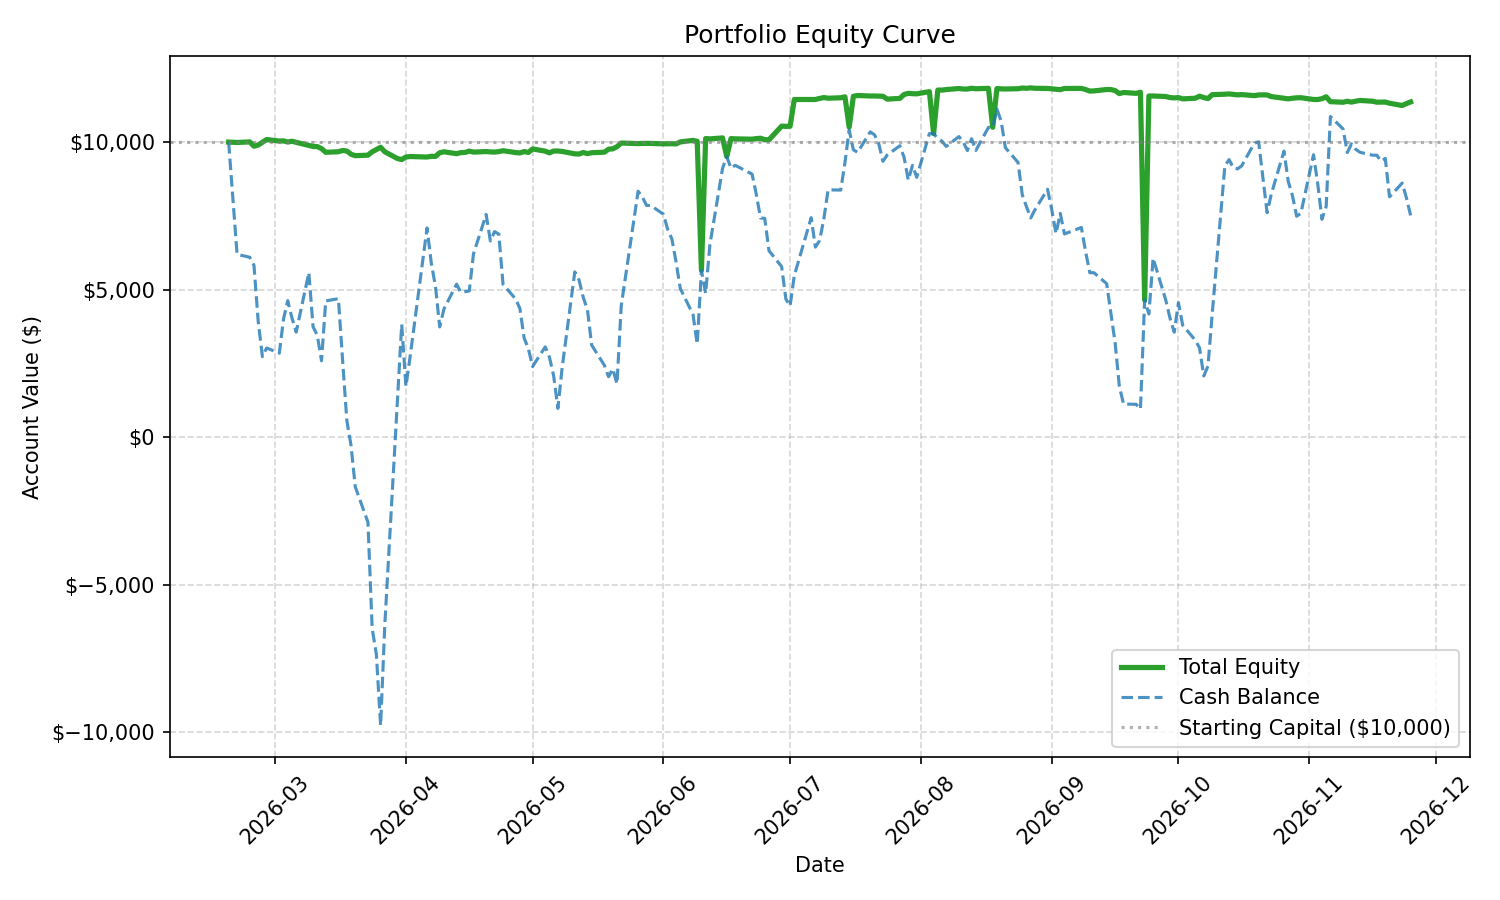 Portfolio Equity Curve
Account Value ($)
$10,000
$5,000
$0
$−5,000
$−10,000
Total Equity
Cash Balance
Starting Capital ($10,000)
2026-03
2026-04
2026-05
2026-06
2026-07
2026-08
2026-09
2026-10
2026-11
2026-12
Date